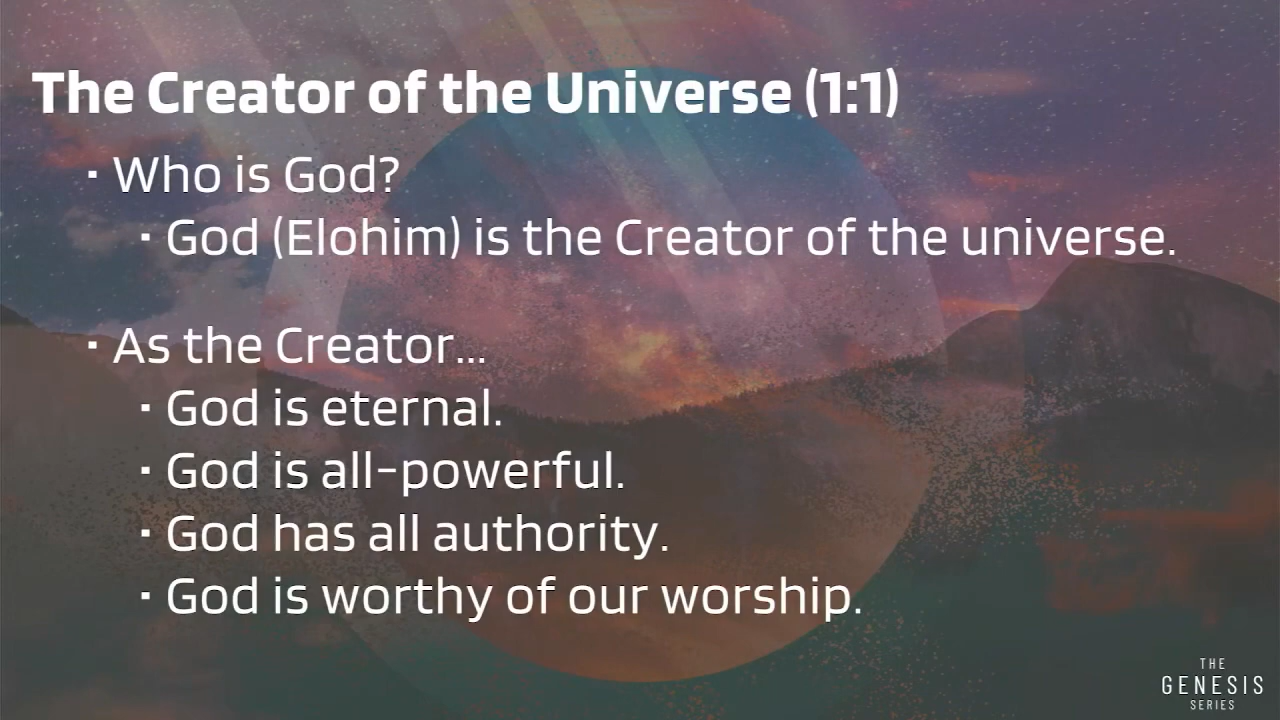 The Creator of the Universe (1:1)
▪ Who is God?
▪ God (Elohim) is the Creator of the universe.
▪ As the Creator...
▪ God is eternal.
▪ God is all-powerful.
▪ God has all authority.
▪ God is worthy of our worship.
THE
GENESIS
SERIES